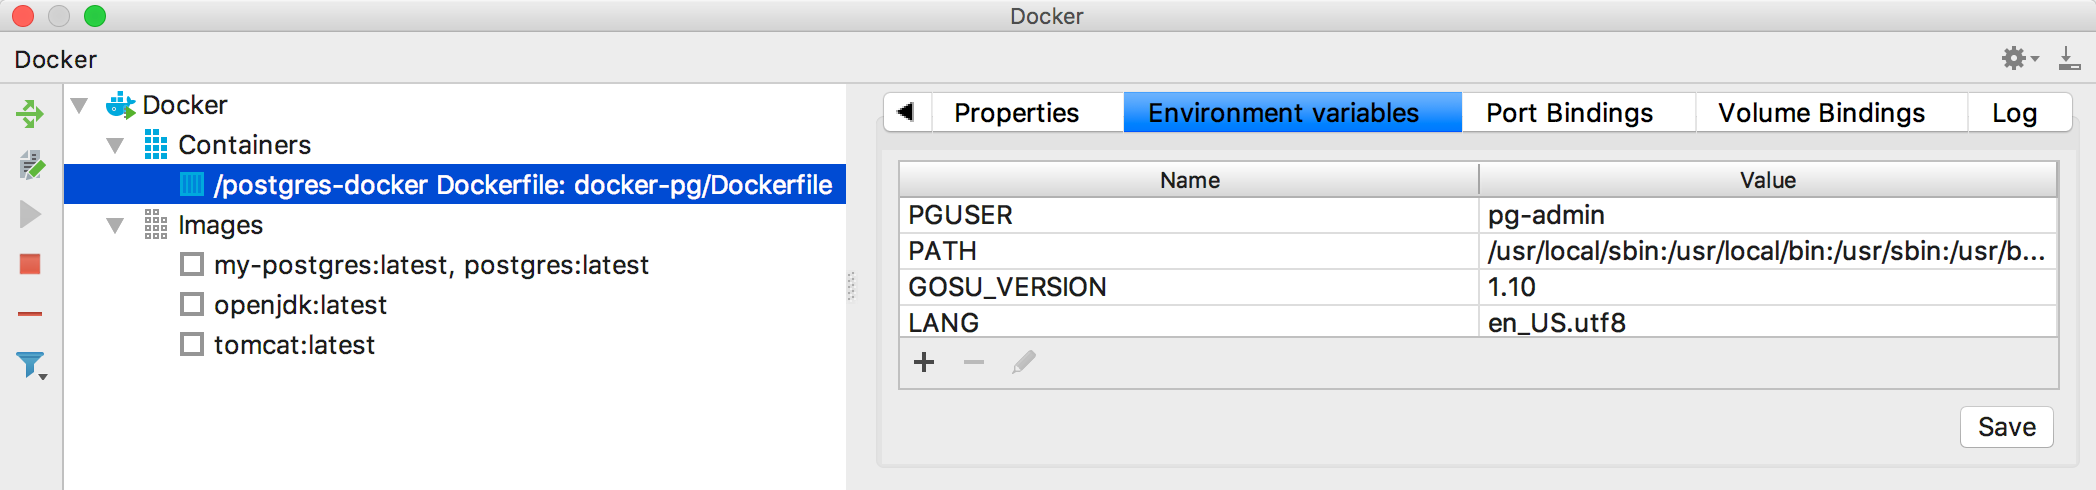 Docker
Docker
Docker
Containers
/postgres-docker Dockerfile: docker-pg/Dockerfile
Images
my-postgres:latest, postgres:latest
openjdk:latest
tomcat:latest
Properties Environment variables Port Bindings Volume Bindings Log
Name Value
PGUSER pg-admin
PATH /usr/local/sbin:/usr/local/bin:/usr/sbin:/usr/b...
GOSU_VERSION 1.10
LANG en_US.utf8
Save